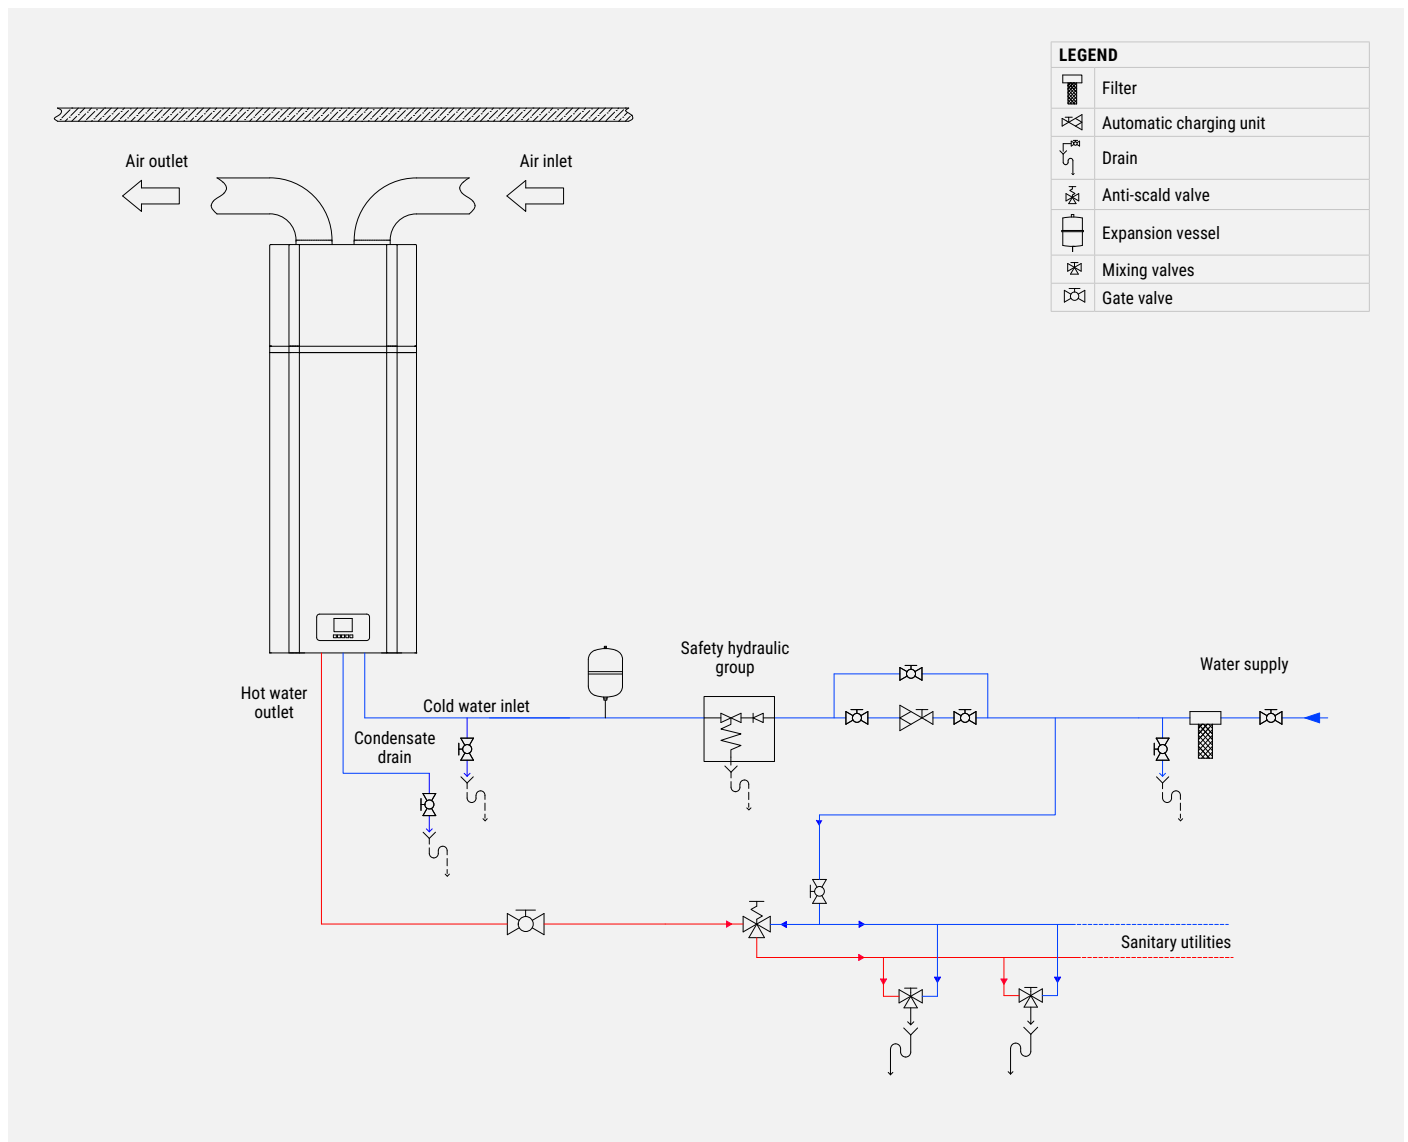 LEGEND
Filter
Automatic charging unit
Drain
Anti-scald valve
Expansion vessel
Mixing valves
Gate valve
Air outlet
Air inlet
Safety hydraulic
group
Water supply
Hot water
outlet
Cold water inlet
Condensate
drain
Sanitary utilities